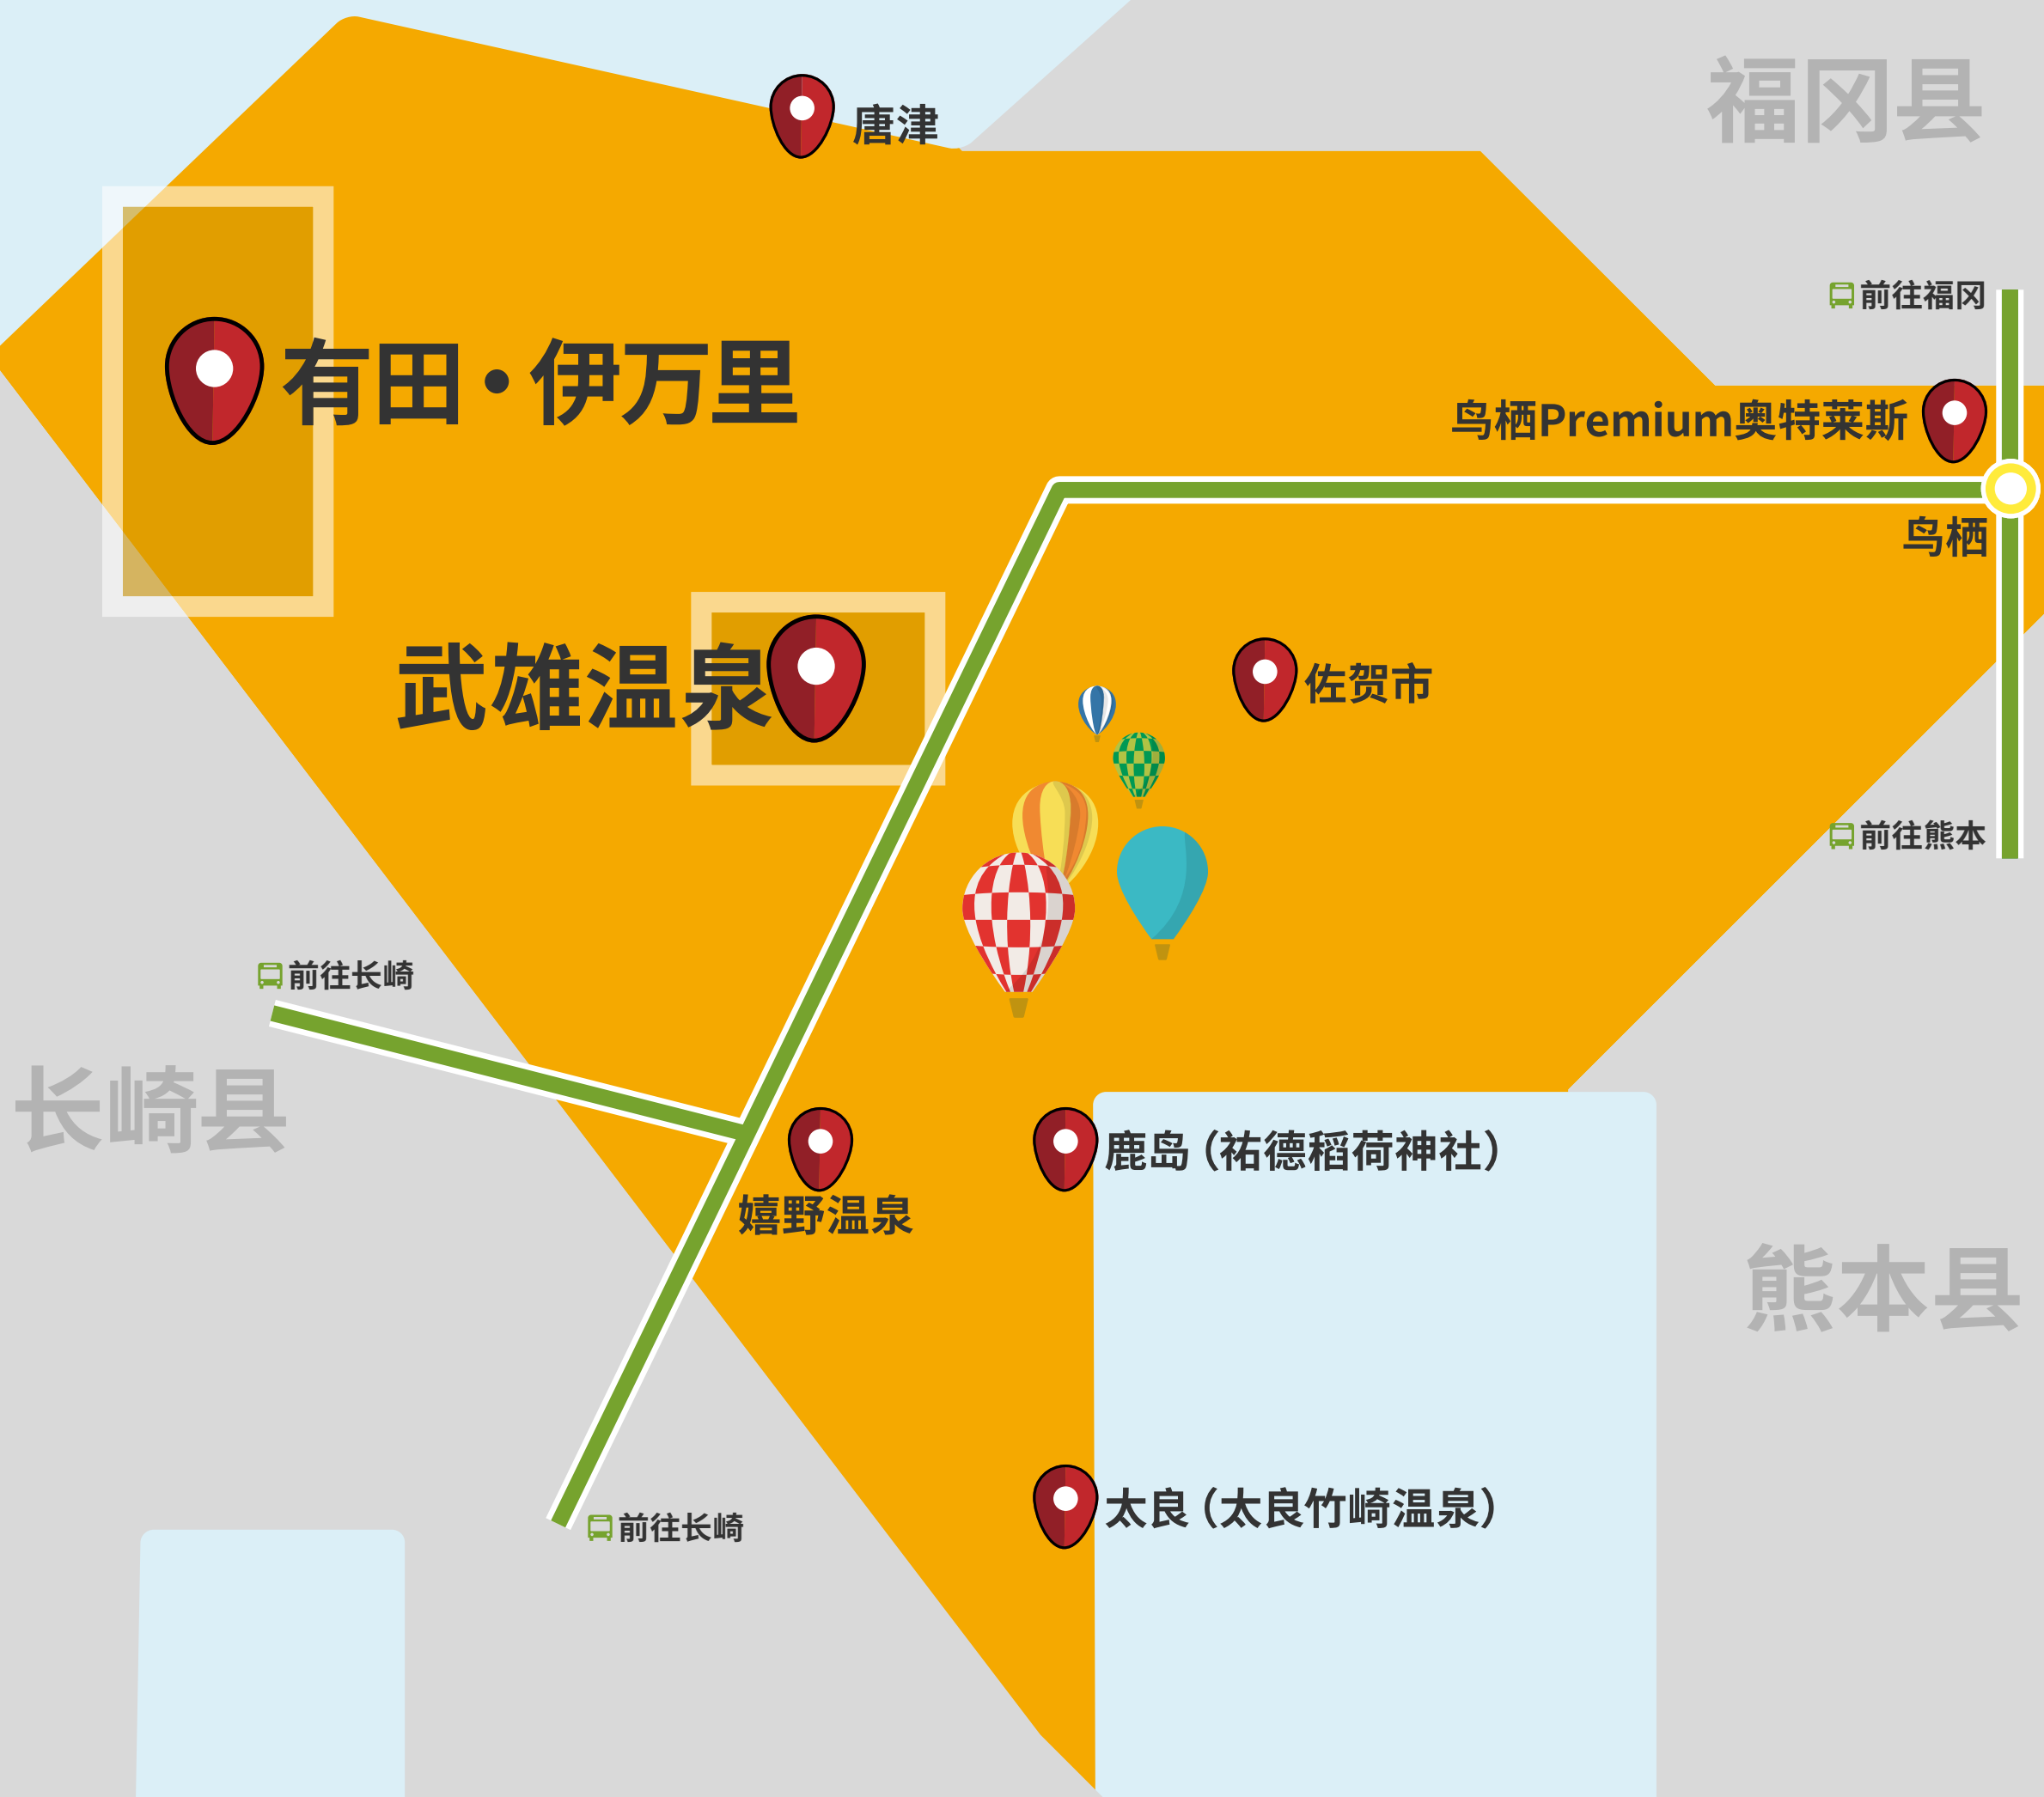 福冈县
唐津
前往福冈
有田・伊万里
鸟栖Premium奥特莱斯
鸟栖
武雄温泉
佐贺市
前往熊本
前往长崎
长崎县
鹿岛（祐德稻荷神社）
嬉野温泉
熊本县
太良（太良竹崎温泉）
前往长崎